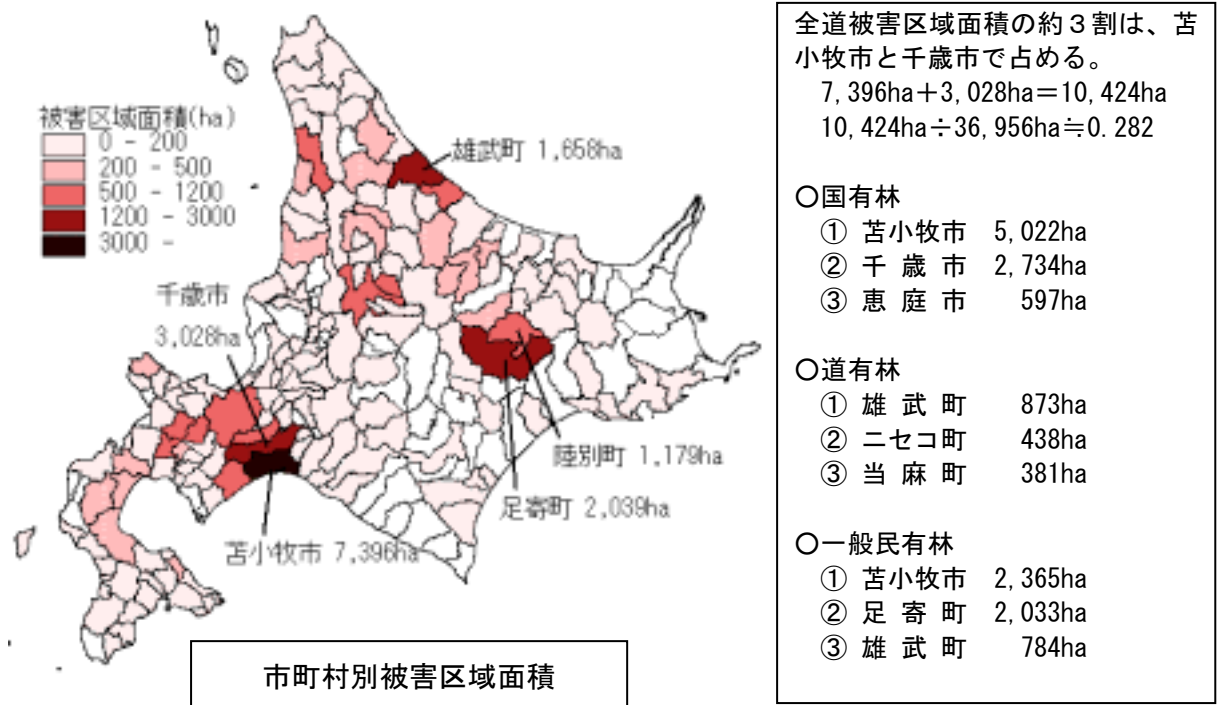 被害区域面積(ha)
0 - 200
200 - 500
500 - 1200
1200 - 3000
3000 -
雄武町 1,658ha
千歳市
3,028ha
陸別町 1,179ha
足寄町 2,039ha
苫小牧市 7,396ha
市町村別被害区域面積
全道被害区域面積の約3割は、苫
小牧市と千歳市で占める。
7,396ha＋3,028ha＝10,424ha
10,424ha÷36,956ha≒0.282
○国有林
① 苫小牧市 5,022ha
② 千 歳 市 2,734ha
③ 恵 庭 市 597ha
○道有林
① 雄 武 町 873ha
② ニセコ町 438ha
③ 当 麻 町 381ha
○一般民有林
① 苫小牧市 2,365ha
② 足 寄 町 2,033ha
③ 雄 武 町 784ha